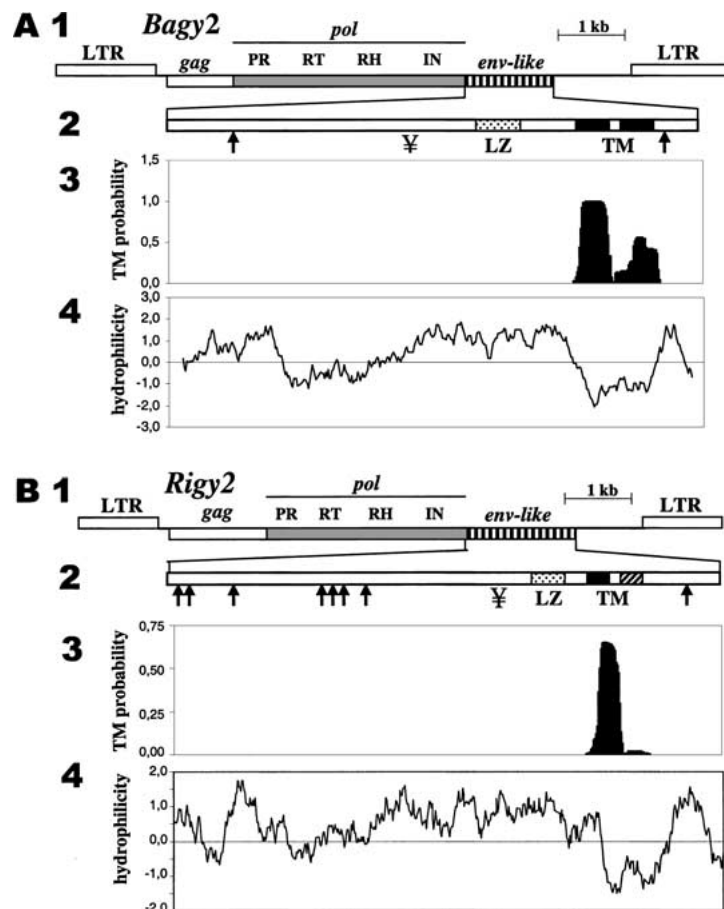 A 1 Bagy2 pol 1 kb
LTR gag PR RT RH IN env-like LTR
2
¥ LZ TM
3
TM probability
1,5
1,0
0,5
0,0
4
hydrophilicity
3,0
2,0
1,0
0,0
-1,0
-2,0
-3,0
B 1 Rigy2 pol 1 kb
LTR gag PR RT RH IN env-like LTR
2
¥ LZ TM
3
TM probability
0,75
0,50
0,25
0,00
4
hydrophilicity
2,0
1,0
0,0
-1,0
-2,0